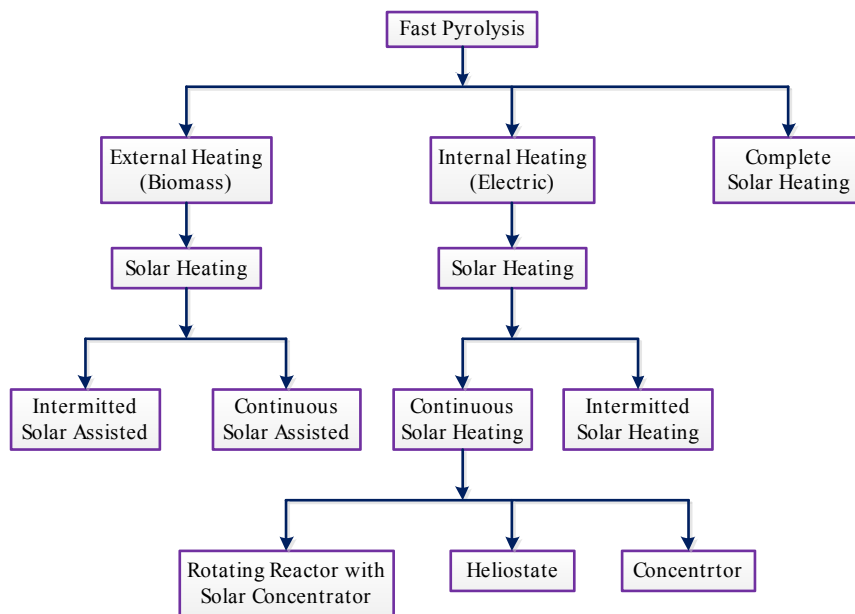 Fast Pyrolysis
External Heating
(Biomass)
Internal Heating
(Electric)
Complete
Solar Heating
Solar Heating
Solar Heating
Intermitted
Solar Assisted
Continuous
Solar Assisted
Continuous
Solar Heating
Intermitted
Solar Heating
Rotating Reactor with
Solar Concentrator
Heliostate
Concentrtor